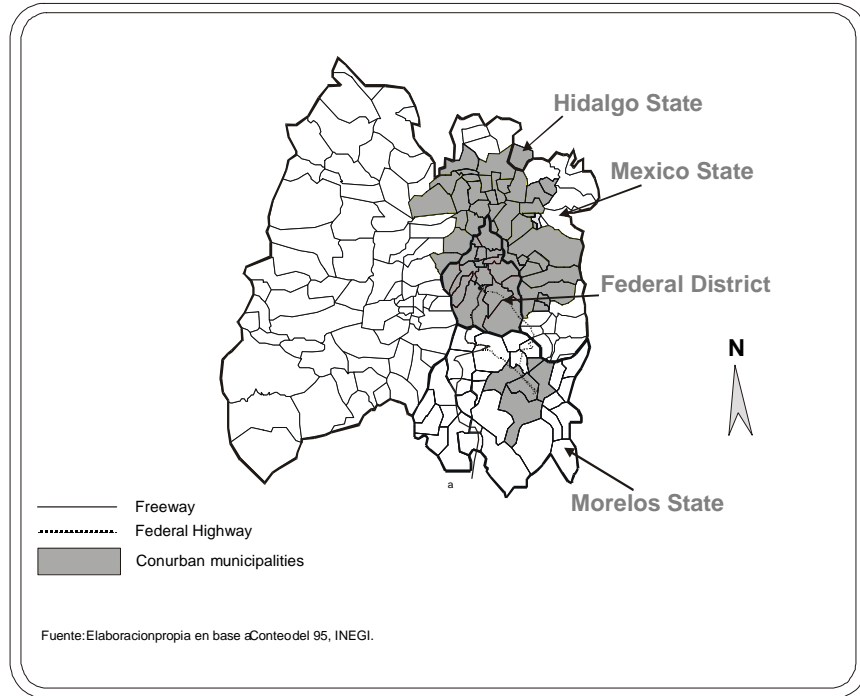 Hidalgo State
Mexico State
Federal District
N
Morelos State
a
Freeway
Federal Highway
Conurban municipalities
Fuente:Elaboracionpropia en base aConteodel 95, INEGI.